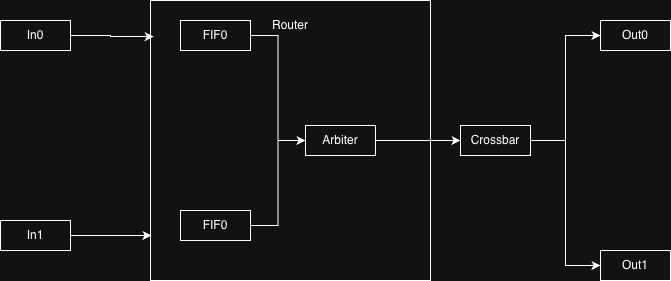 Router
In0
FIF0
Out0
Arbiter
Crossbar
In1
FIF0
Out1